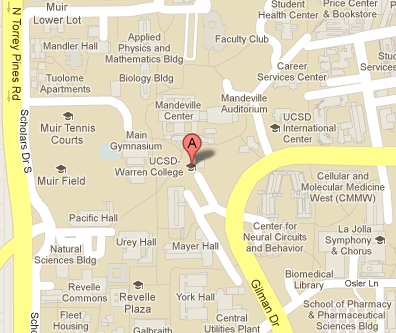 Muir
Lower Lot
Student
Health Center
Price Center
& Bookstore
N Torrey Pines Rd
Mandler Hall
Applied
Physics and
Mathematics Bldg
Faculty Club
Career
Services Center
Tuolome
Apartments
Biology Bldg
Mandeville
Center
Mandeville
Auditorium
Scholars Dr S
Muir Tennis
Courts
Main
Gymnasium
A
UCSD
International
Center
UCSD-
Warren College
Muir Field
Cellular and
Molecular Medicine
West (CMMW)
Pacific Hall
Center for
Neural Circuits
and Behavior
La Jolla
Symphony
& Chorus
Natural
Sciences Bldg
Urey Hall
Mayer Hall
Gilman Dr
Biomedical
Library
Osler Ln
Revelle
Commons
Revelle
Plaza
York Hall
School of Pharmacy
& Pharmaceutical
Sciences Bldg
Fleet
Housing
Galbraith
Central
Utilities Plant